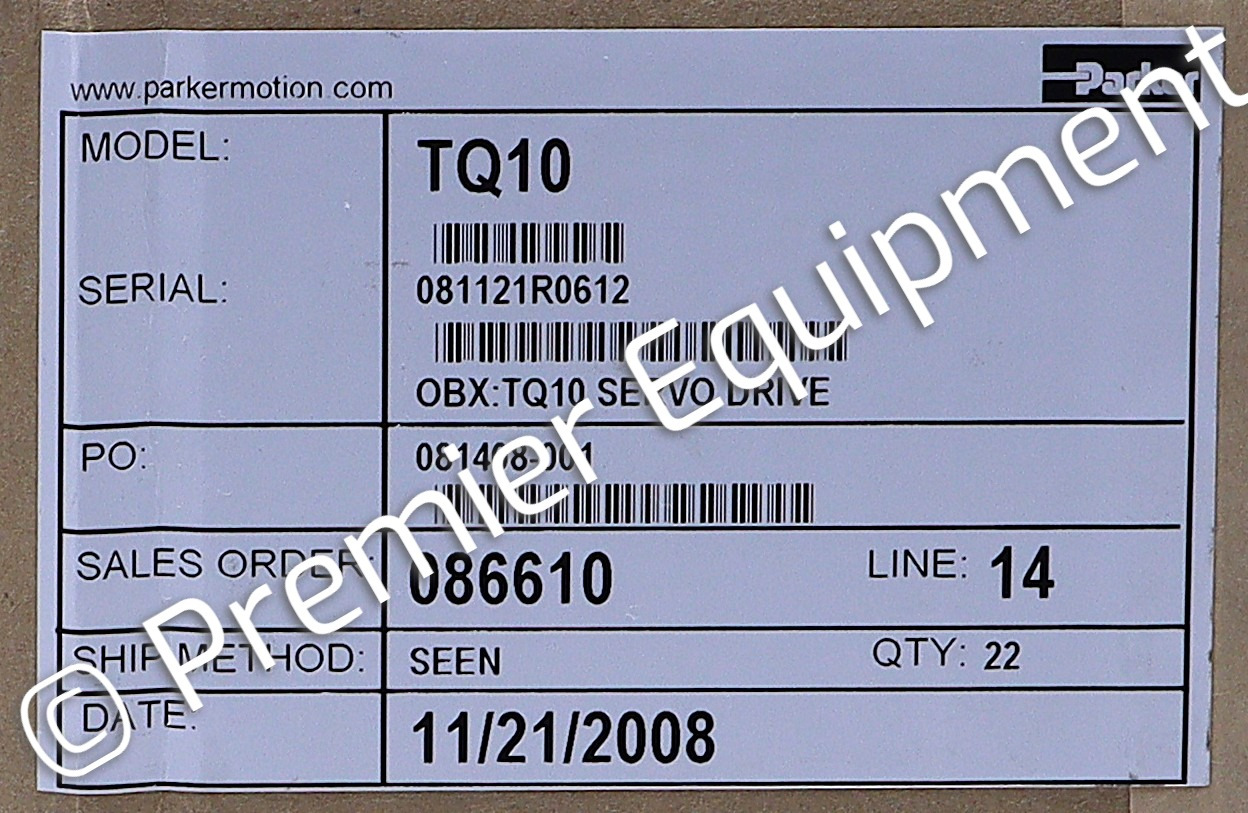 www.parkermotion.com
Parker
MODEL: TQ10
SERIAL: 081121R0612
OBX:TQ10 SERVO DRIVE
PO:
SALES ORDER: 086610 LINE: 14
SHIP METHOD: SEEN QTY: 22
DATE: 11/21/2008
© Premier Equipment